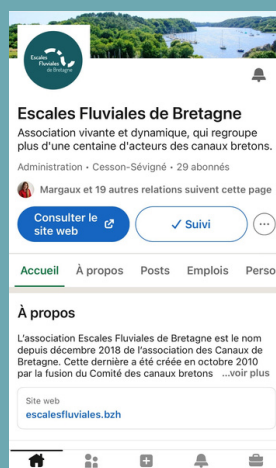 Escales
Fluviales
de Bretagne
Escales Fluviales de Bretagne
Association vivante et dynamique, qui regroupe
plus d'une centaine d'acteurs des canaux bretons.
Administration • Cesson-Sévigné • 29 abonnés
Margaux et 19 autres relations suivent cette page
Consulter le
site web
Suivi
Accueil À propos Posts Emplois Perso
À propos
L'association Escales Fluviales de Bretagne est le nom
depuis décembre 2018 de l'association des Canaux de
Bretagne. Cette dernière a été créée en octobre 2010
par la fusion du Comité des canaux bretons ...voir plus
Site web
escalesfluviales.bzh